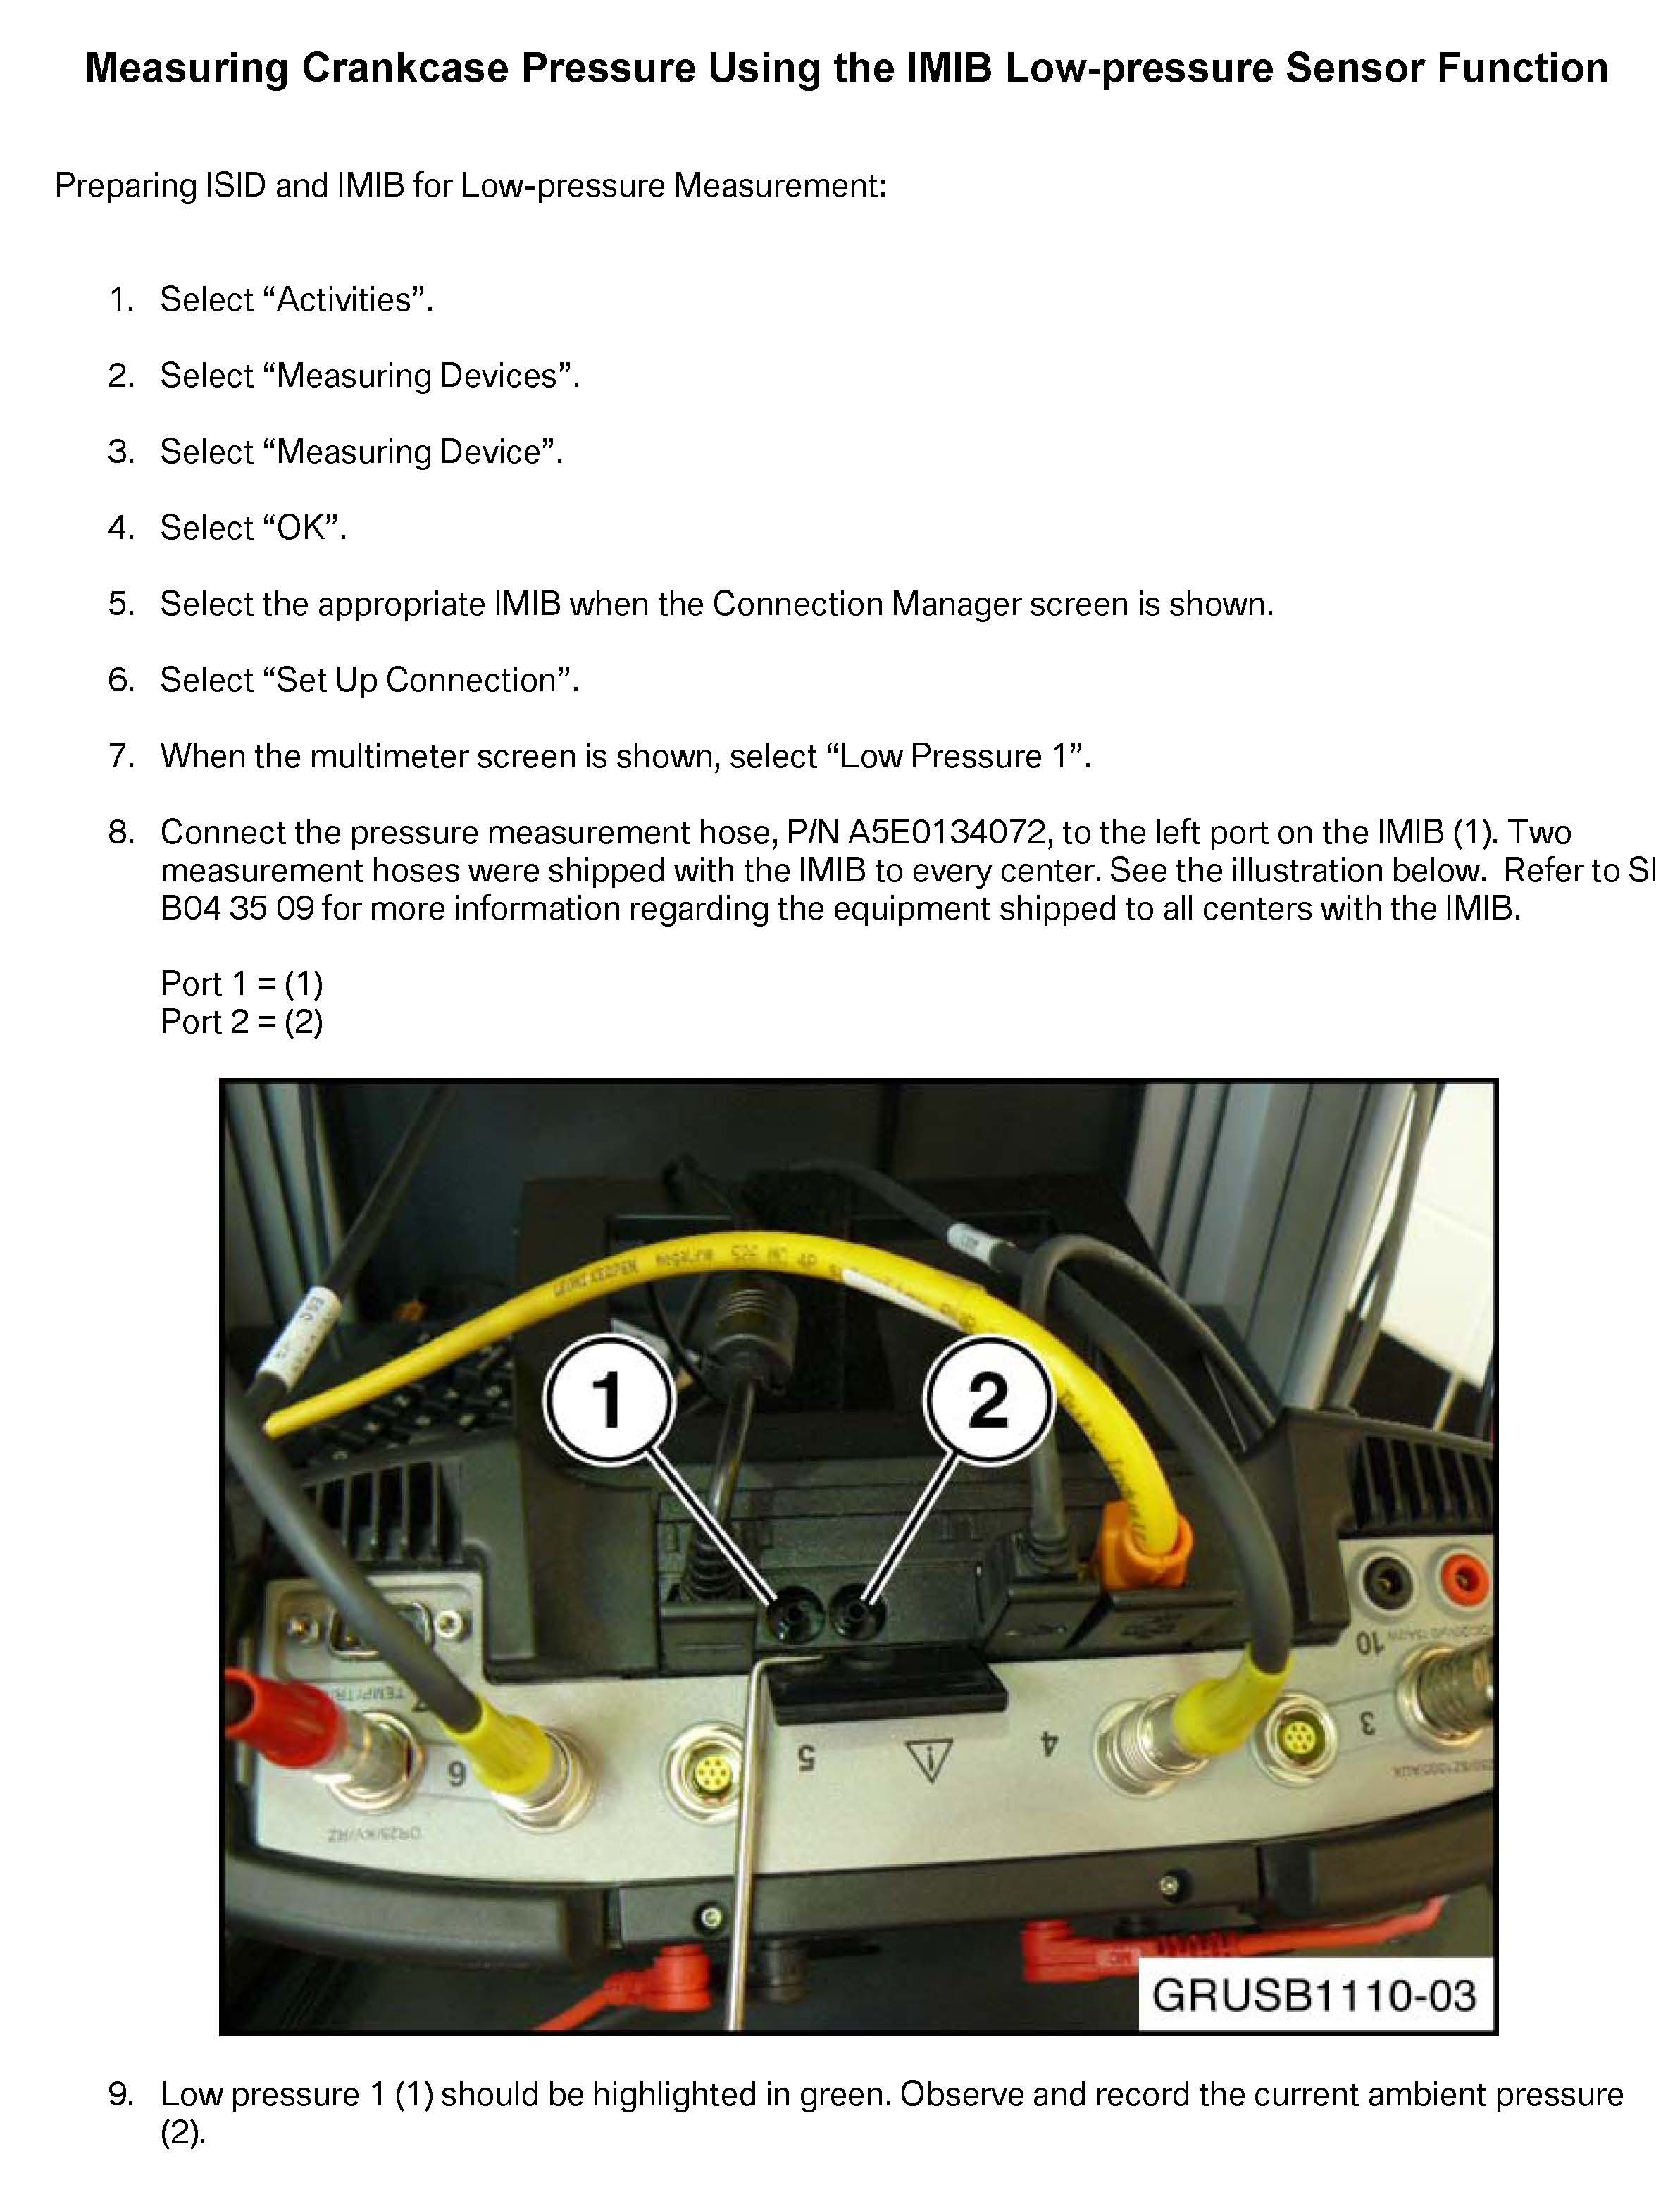 Measuring Crankcase Pressure Using the IMIB Low-pressure Sensor Function
Preparing ISID and IMIB for Low-pressure Measurement:
1. Select “Activities”.
2. Select “Measuring Devices”.
3. Select “Measuring Device”.
4. Select “OK”.
5. Select the appropriate IMIB when the Connection Manager screen is shown.
6. Select “Set Up Connection”.
7. When the multimeter screen is shown, select “Low Pressure 1”.
8. Connect the pressure measurement hose, P/N A5E0134072, to the left port on the IMIB (1). Two
measurement hoses were shipped with the IMIB to every center. See the illustration below. Refer to SI
B04 35 09 for more information regarding the equipment shipped to all centers with the IMIB.
Port 1 = (1)
Port 2 = (2)
1
2
10
6
5
4
3
GRUSB1110-03
9. Low pressure 1 (1) should be highlighted in green. Observe and record the current ambient pressure
(2).